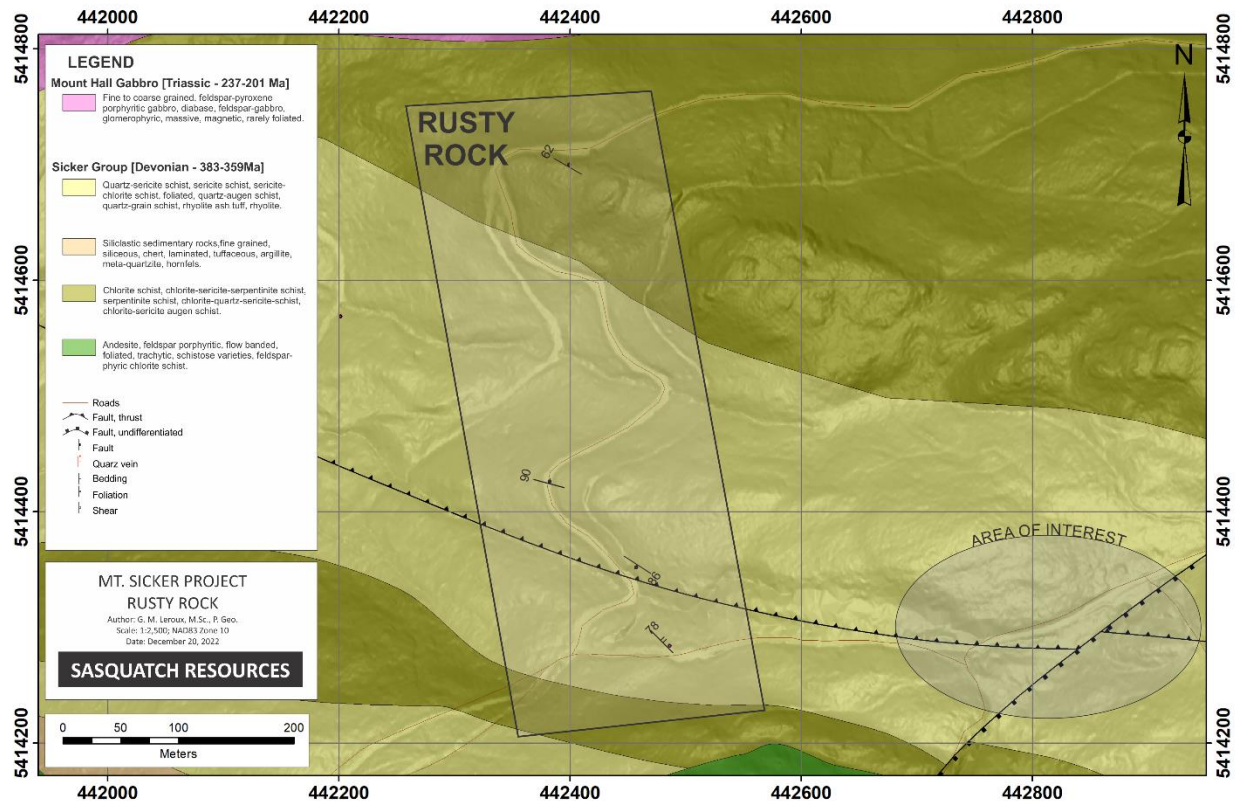 442000
442200
442400
442600
442800
5414800
5414800
N
LEGEND
Mount Hall Gabbro [Triassic - 237-201 Ma]
Fine to coarse grained, feldspar-pyroxene
porphyritic gabbro, diabase, feldspar-gabbro,
glomerophyric, massive, magnetic, rarely foliated.
Sicker Group [Devonian - 383-359Ma]
Quartz-sericite schist, sericite schist, sericite-
chlorite schist, foliated, quartz-augen schist,
quartz-grain schist, rhyolite ash tuff, rhyolite.
Siliclastic sedimentary rocks,fine grained,
siliceous, chert, laminated, tuffaceous, argillite,
meta-quartzite, hornfels.
Chlorite schist, chlorite-sericite-serpentinite schist,
serpentinite schist, chlorite-quartz-sericite-schist,
chlorite-sericite augen schist.
Andesite, feldspar porphyritic, flow banded,
foliated, trachytic, schistose varieties, feldspar-
phyric chlorite schist.
Roads
Fault, thrust
Fault, undifferentiated
Fault
Quarz vein
Bedding
Foliation
Shear
RUSTY
ROCK
62
5414600
5414600
90
5414400
5414400
86
78
AREA OF INTEREST
MT. SICKER PROJECT
RUSTY ROCK
Author: G. M. Leroux, M.Sc., P. Geo.
Scale: 1:2,500; NAD83 Zone 10
Date: December 20, 2022
SASQUATCH RESOURCES
0 50 100 200
Meters
5414200
5414200
442000
442200
442400
442600
442800